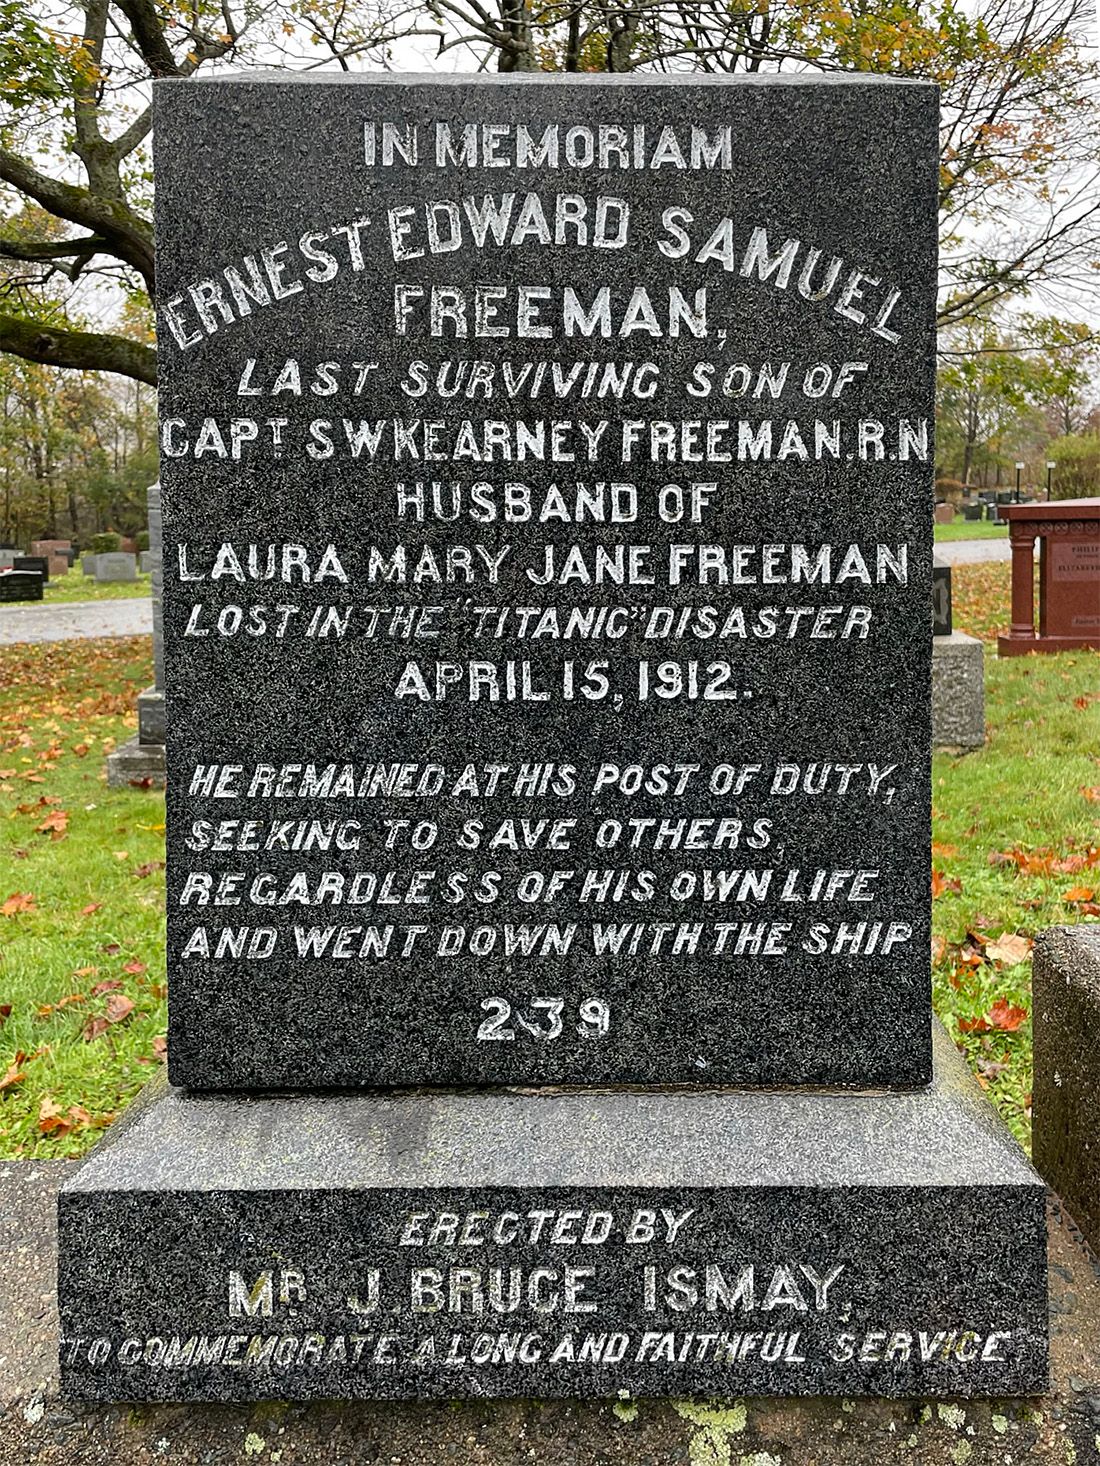 IN MEMORIAM
ERNEST EDWARD SAMUEL
FREEMAN,
LAST SURVIVING SON OF
CAPT. S.W. KEARNEY FREEMAN. R.N
HUSBAND OF
LAURA MARY JANE FREEMAN
LOST IN THE "TITANIC" DISASTER
APRIL 15, 1912.
HE REMAINED AT HIS POST OF DUTY,
SEEKING TO SAVE OTHERS,
REGARDLESS OF HIS OWN LIFE
AND WENT DOWN WITH THE SHIP
239
ERECTED BY
MR. J. BRUCE ISMAY,
TO COMMEMORATE A LONG AND FAITHFUL SERVICE
PHILIP
ELIZABETH